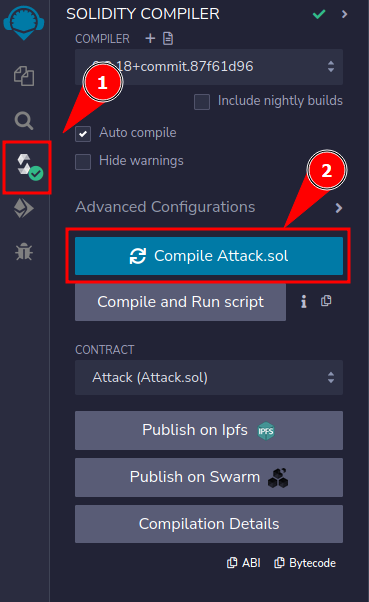 SOLIDITY COMPILER
COMPILER
.18+commit.87f61d96
1
Include nightly builds
Auto compile
Hide warnings
2
Advanced Configurations
Compile Attack.sol
Compile and Run script
CONTRACT
Attack (Attack.sol)
Publish on Ipfs IPFS
Publish on Swarm
Compilation Details
ABI Bytecode